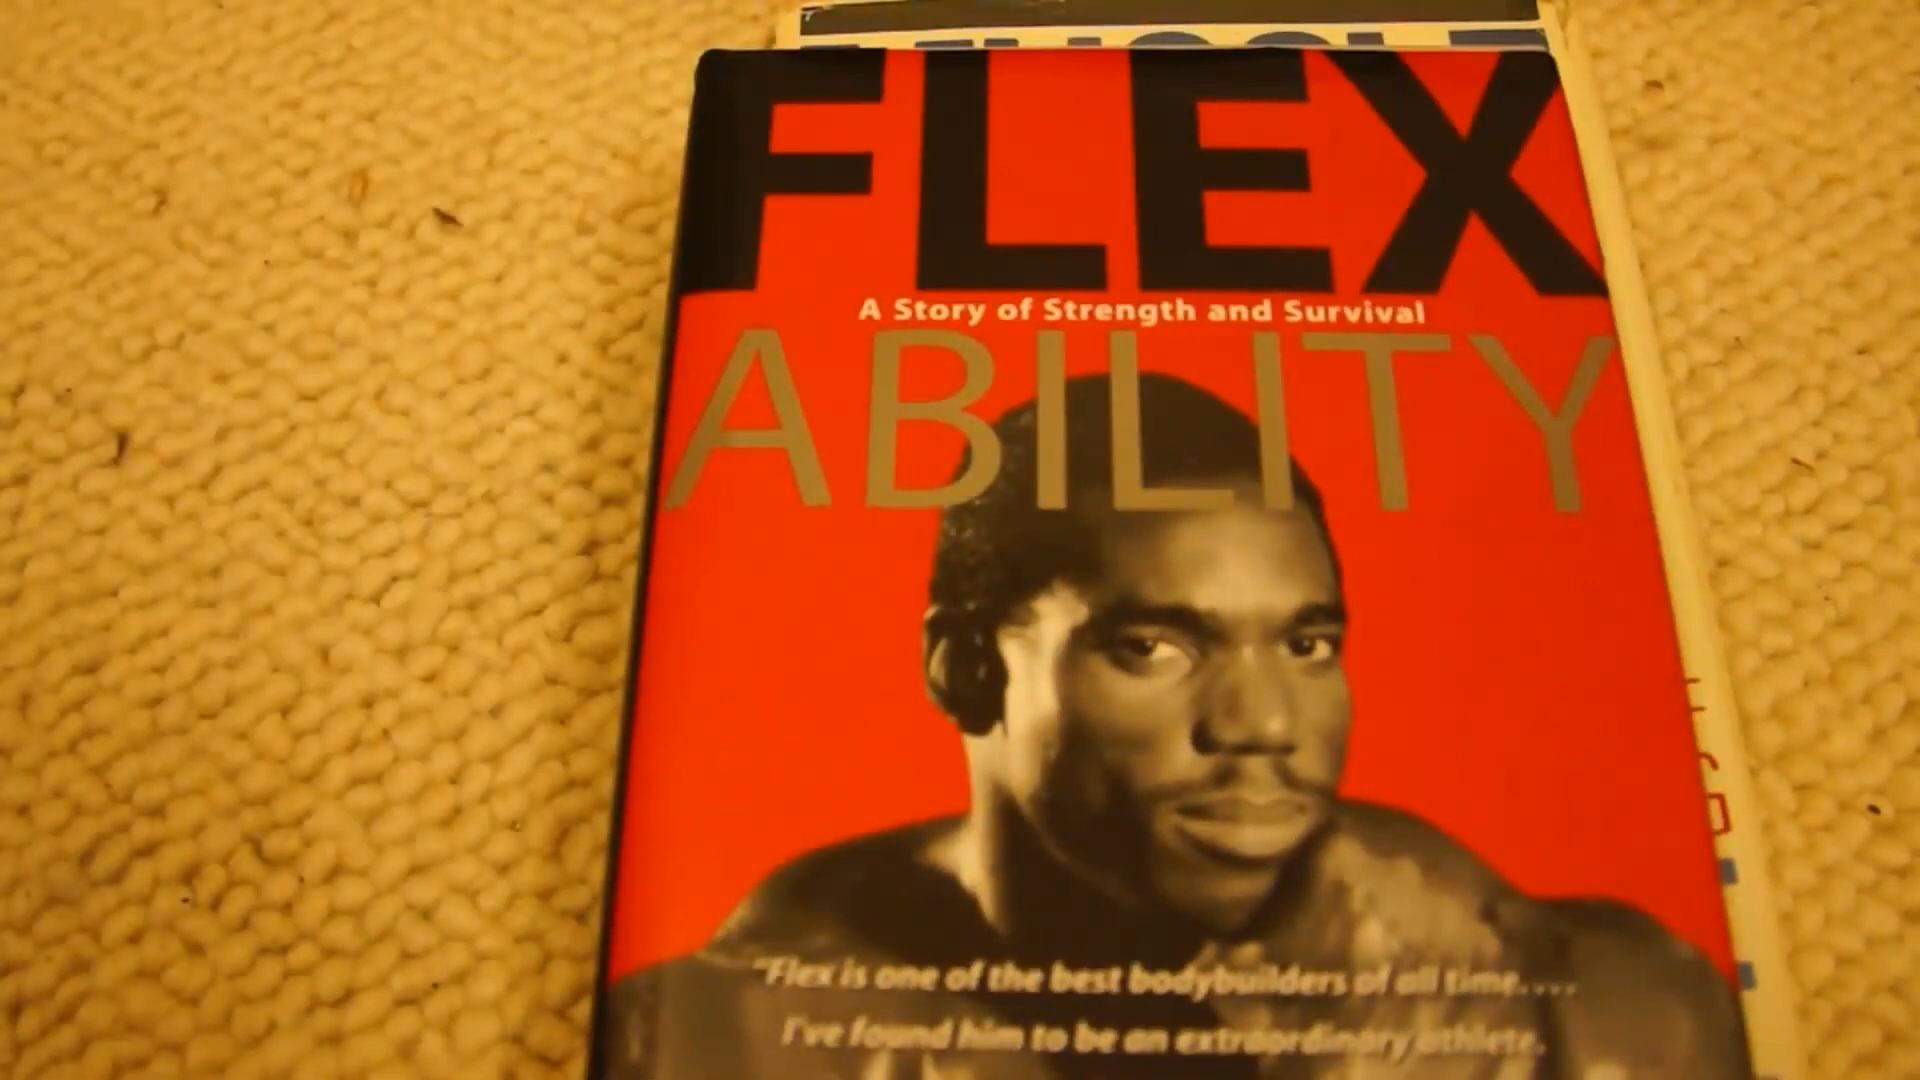 FLEX
A Story of Strength and Survival
ABILITY
"Flex is one of the best bodybuilders of all time....
I've found him to be an extraordinary athlete.